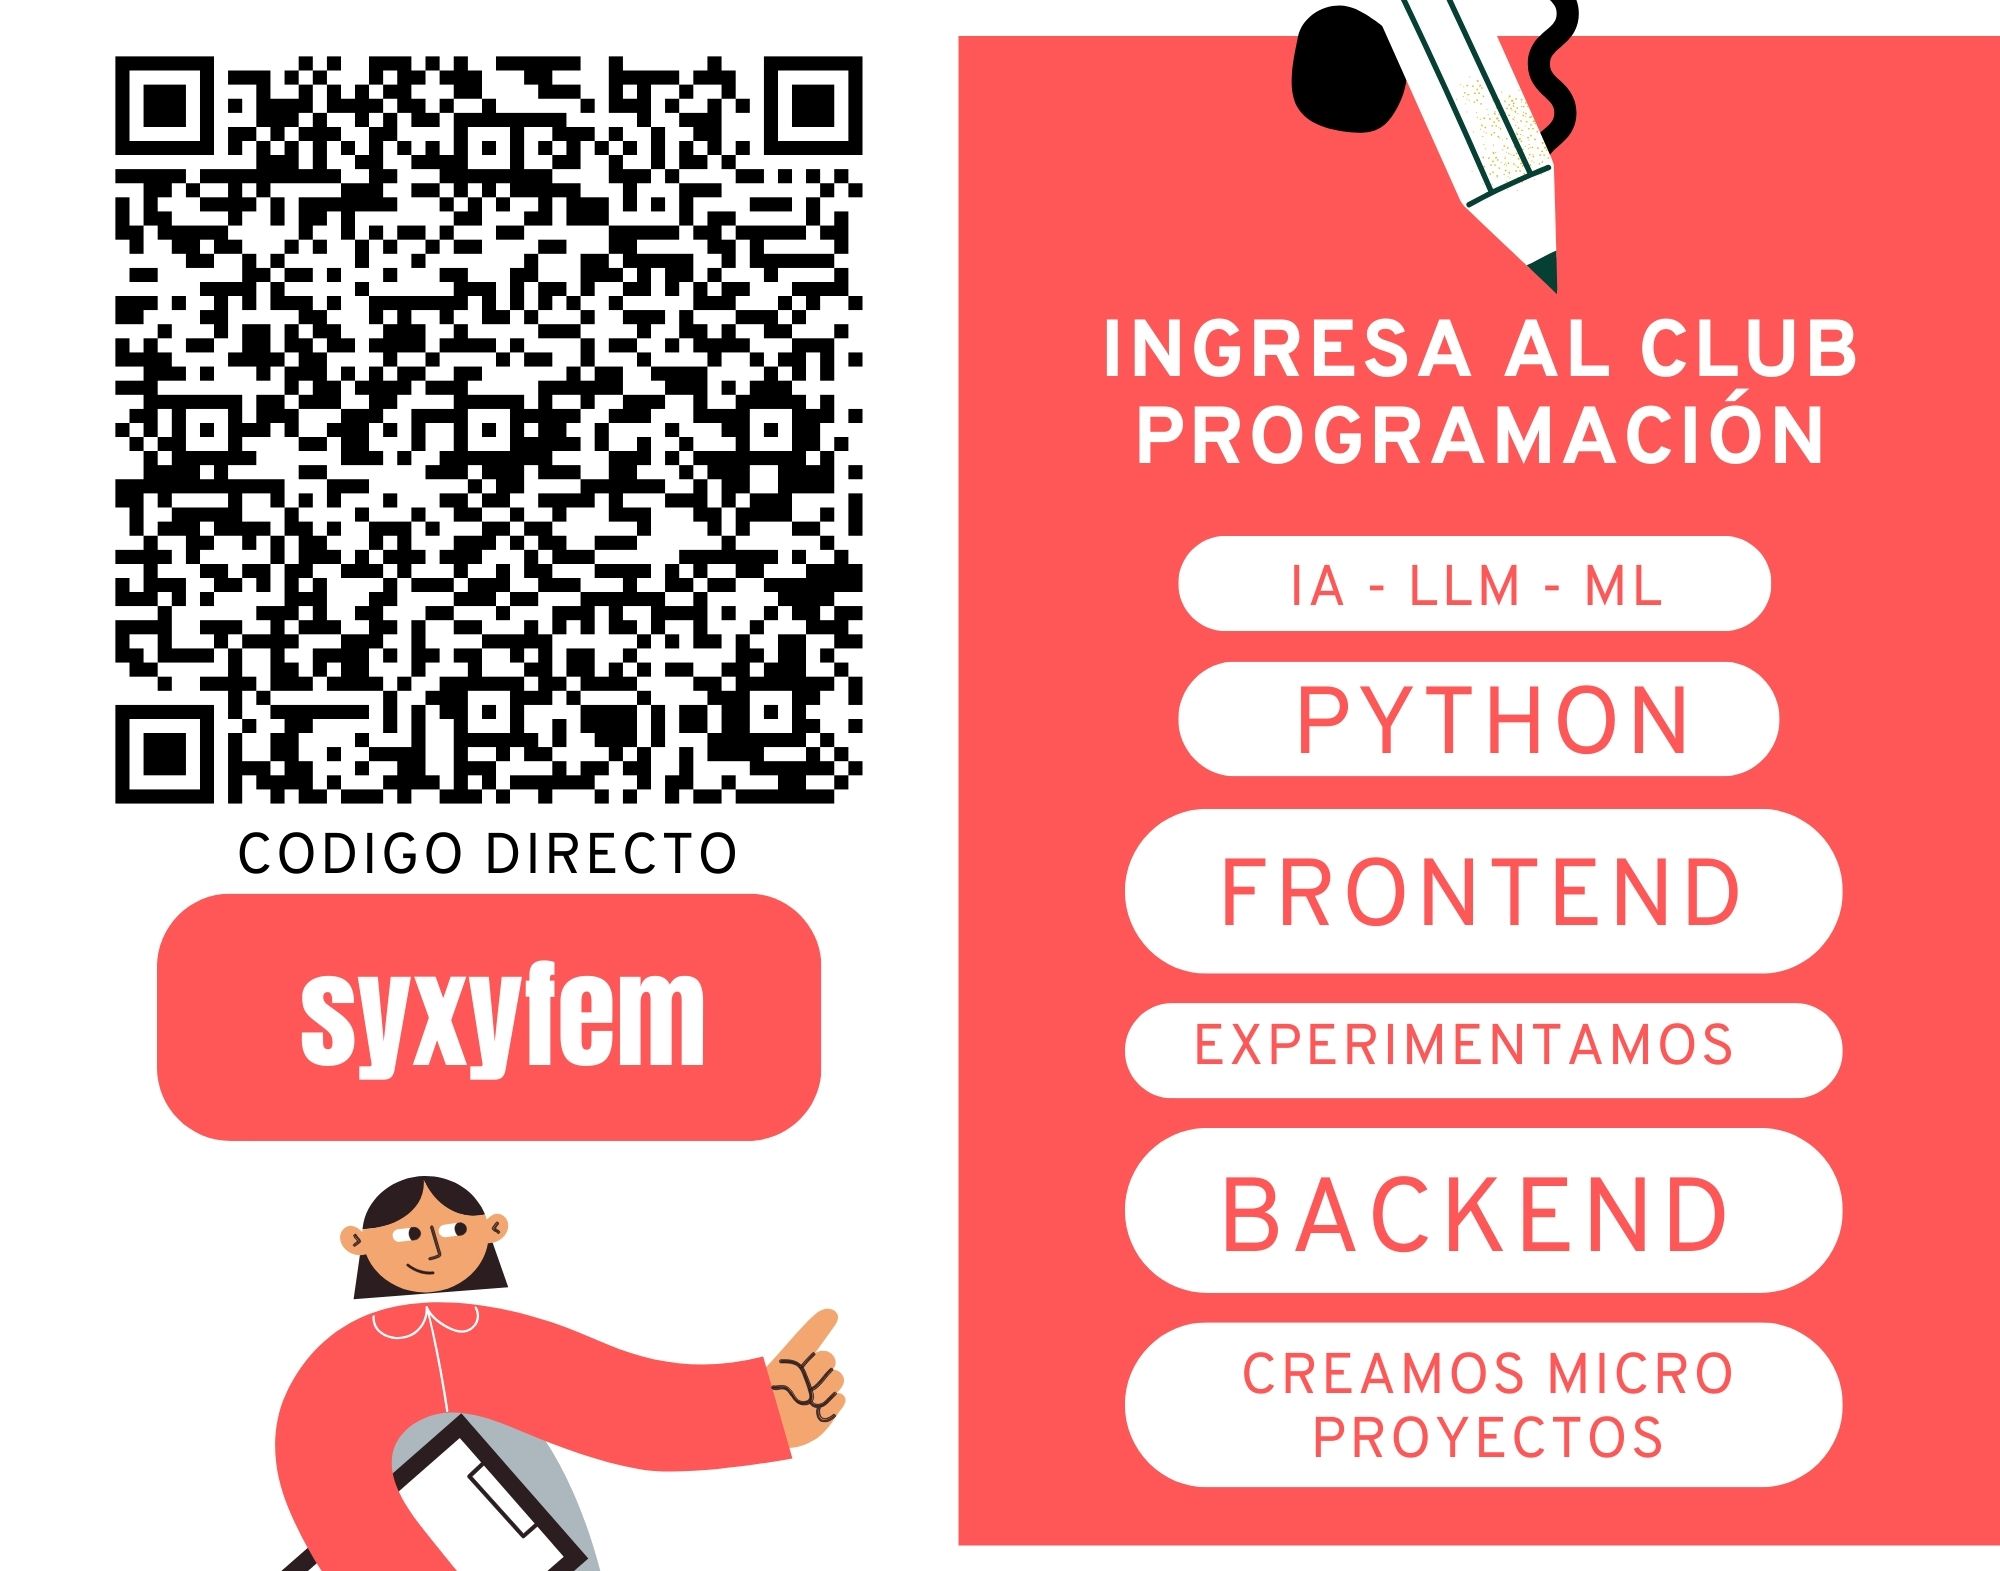 CODIGO DIRECTO
syxyfem
INGRESA AL CLUB
PROGRAMACIÓN
IA - LLM - ML
PYTHON
FRONTEND
EXPERIMENTAMOS
BACKEND
CREAMOS MICRO
PROYECTOS